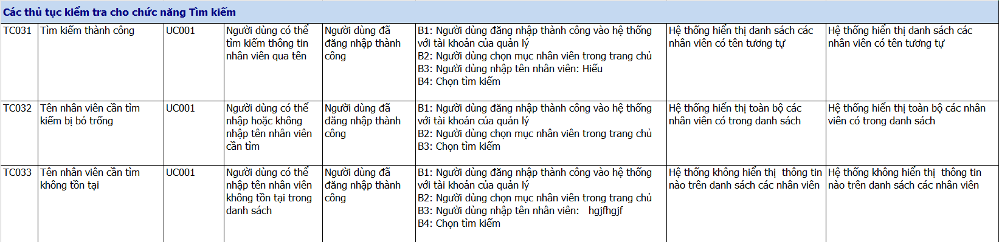 Các thủ tục kiểm tra cho chức năng Tìm kiếm
TC031
Tìm kiếm thành công
UC001
Người dùng có thể
tìm kiếm thông tin
nhân viên qua tên
Người dùng đã
đăng nhập thành
công
B1: Người dùng đăng nhập thành công vào hệ thống
với tài khoản của quản lý
B2: Người dùng chọn mục nhân viên trong trang chủ
B3: Người dùng nhập tên nhân viên: Hiếu
B4: Chọn tìm kiếm
Hệ thống hiển thị danh sách các
nhân viên có tên tương tự
Hệ thống hiển thị danh sách các
nhân viên có tên tương tự
TC032
Tên nhân viên cần tìm
kiếm bị bỏ trống
UC001
Người dùng có thể
nhập hoặc không
nhập tên nhân viên
cần tìm
Người dùng đã
đăng nhập thành
công
B1: Người dùng đăng nhập thành công vào hệ thống
với tài khoản của quản lý
B2: Người dùng chọn mục nhân viên trong trang chủ
B3: Chọn tìm kiếm
Hệ thống hiển thị toàn bộ các
nhân viên có trong danh sách
Hệ thống hiển thị toàn bộ các nhân
viên có trong danh sách
TC033
Tên nhân viên cần tìm
không tồn tại
UC001
Người dùng có thể
nhập tên nhân viên
không tồn tại trong
danh sách
Người dùng đã
đăng nhập thành
công
B1: Người dùng đăng nhập thành công vào hệ thống
với tài khoản của quản lý
B2: Người dùng chọn mục nhân viên trong trang chủ
B3: Người dùng nhập tên nhân viên:   hgjfhgjf
B4: Chọn tìm kiếm
Hệ thống không hiển thị  thông tin
nào trên danh sách các nhân viên
Hệ thống không hiển thị  thông tin
nào trên danh sách các nhân viên